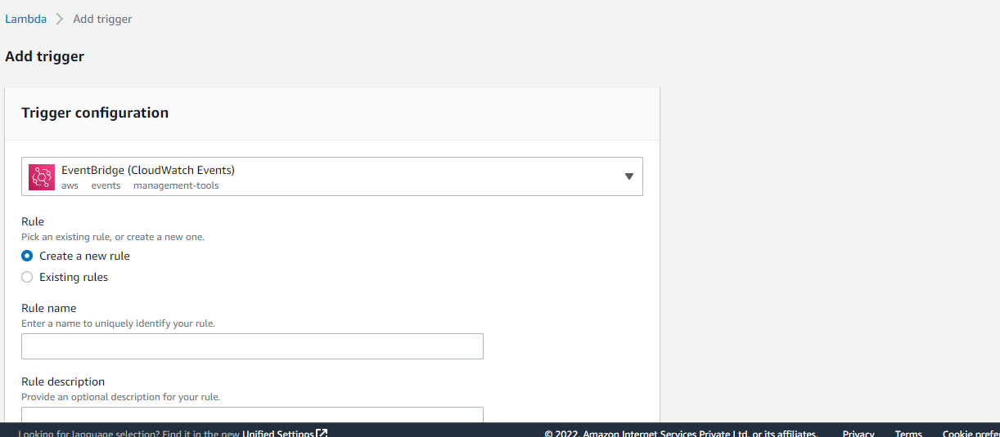 Lambda > Add trigger
Add trigger
Trigger configuration
EventBridge (CloudWatch Events)
aws events management-tools
Rule
Pick an existing rule, or create a new one.
Create a new rule
Existing rules
Rule name
Enter a name to uniquely identify your rule.
Rule description
Provide an optional description for your rule.
Looking for language selection? Find it in the new Unified Settings © 2022, Amazon Internet Services Private Ltd. or its affiliates. Privacy Terms Cookie prefe